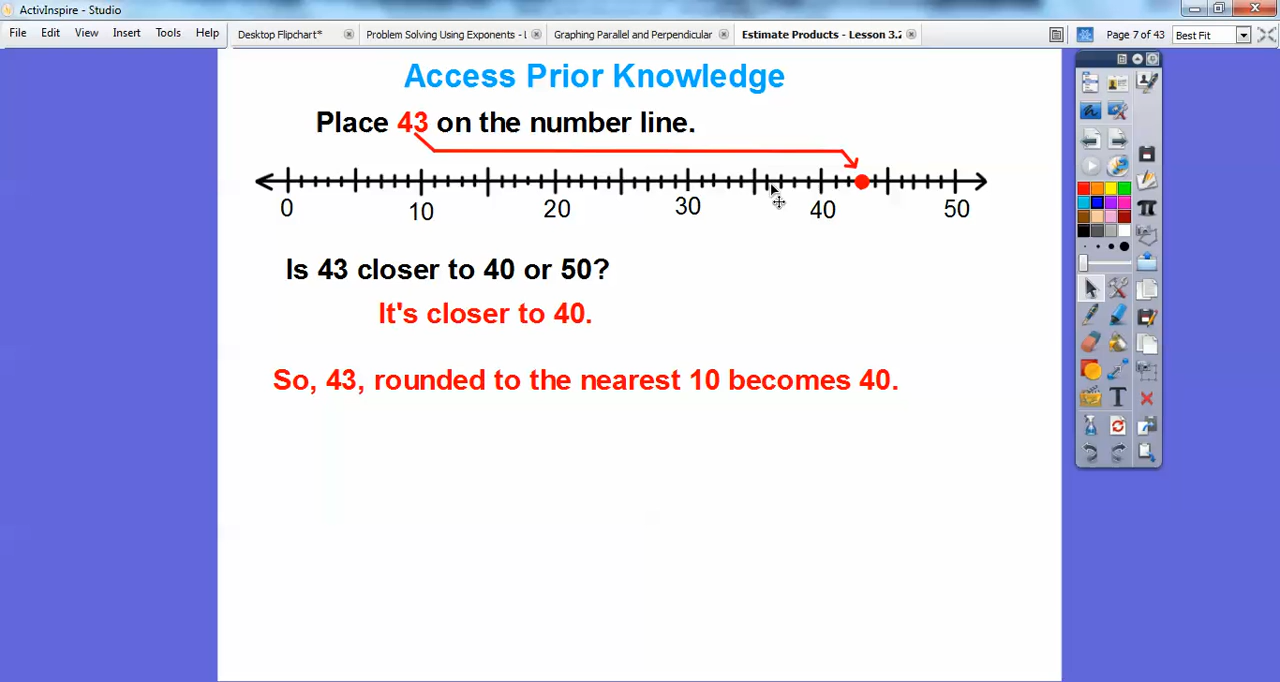 ActivInspire - Studio
File Edit View Insert Tools Help
Desktop Flipchart* Problem Solving Using Exponents - L Graphing Parallel and Perpendicular Estimate Products - Lesson 3.2 Page 7 of 43 Best Fit
Access Prior Knowledge
Place 43 on the number line.
0 10 20 30 40 50
Is 43 closer to 40 or 50?
It's closer to 40.
So, 43, rounded to the nearest 10 becomes 40.